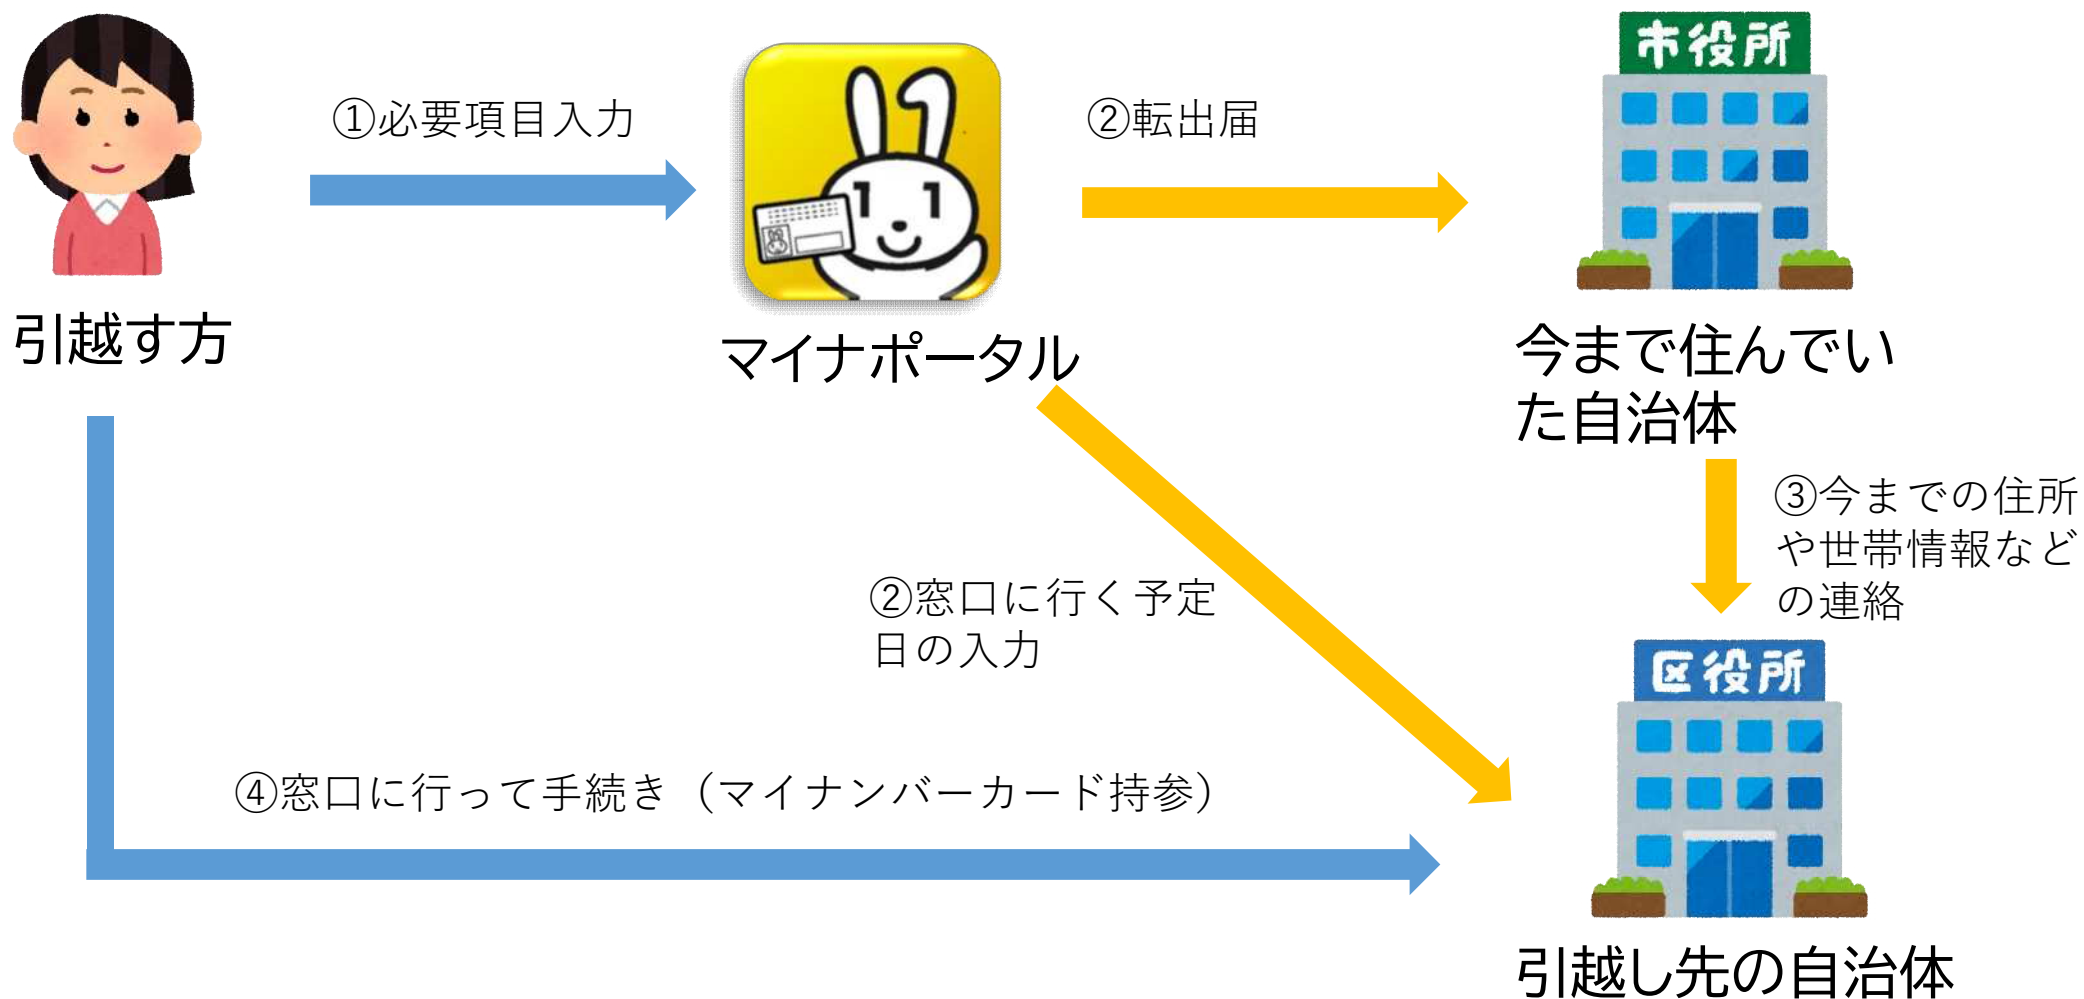 市役所
①必要項目入力
②転出届
引越す方
マイナポータル
今まで住んでい
た自治体
③今までの住所
や世帯情報など
の連絡
②窓口に行く予定
日の入力
区役所
④窓口に行って手続き（マイナンバーカード持参）
引越し先の自治体